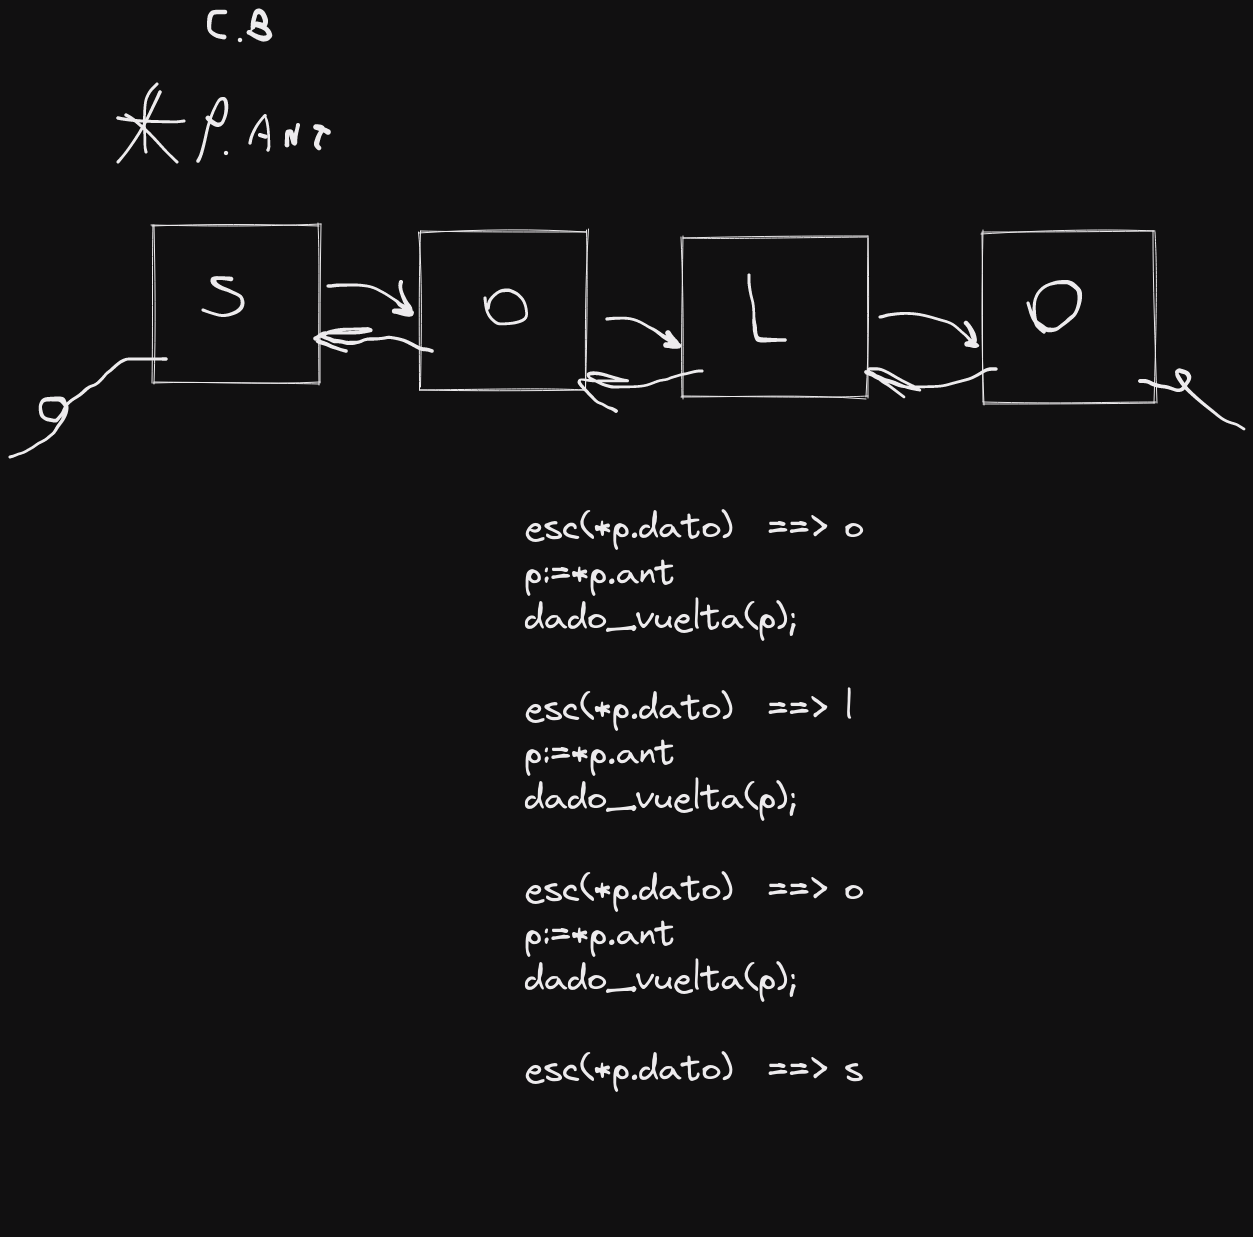 C.B
* P.ANT
S O L O
esc(*p.dato) ==> o
p:=*p.ant
dado_vuelta(p);
esc(*p.dato) ==> l
p:=*p.ant
dado_vuelta(p);
esc(*p.dato) ==> o
p:=*p.ant
dado_vuelta(p);
esc(*p.dato) ==> s